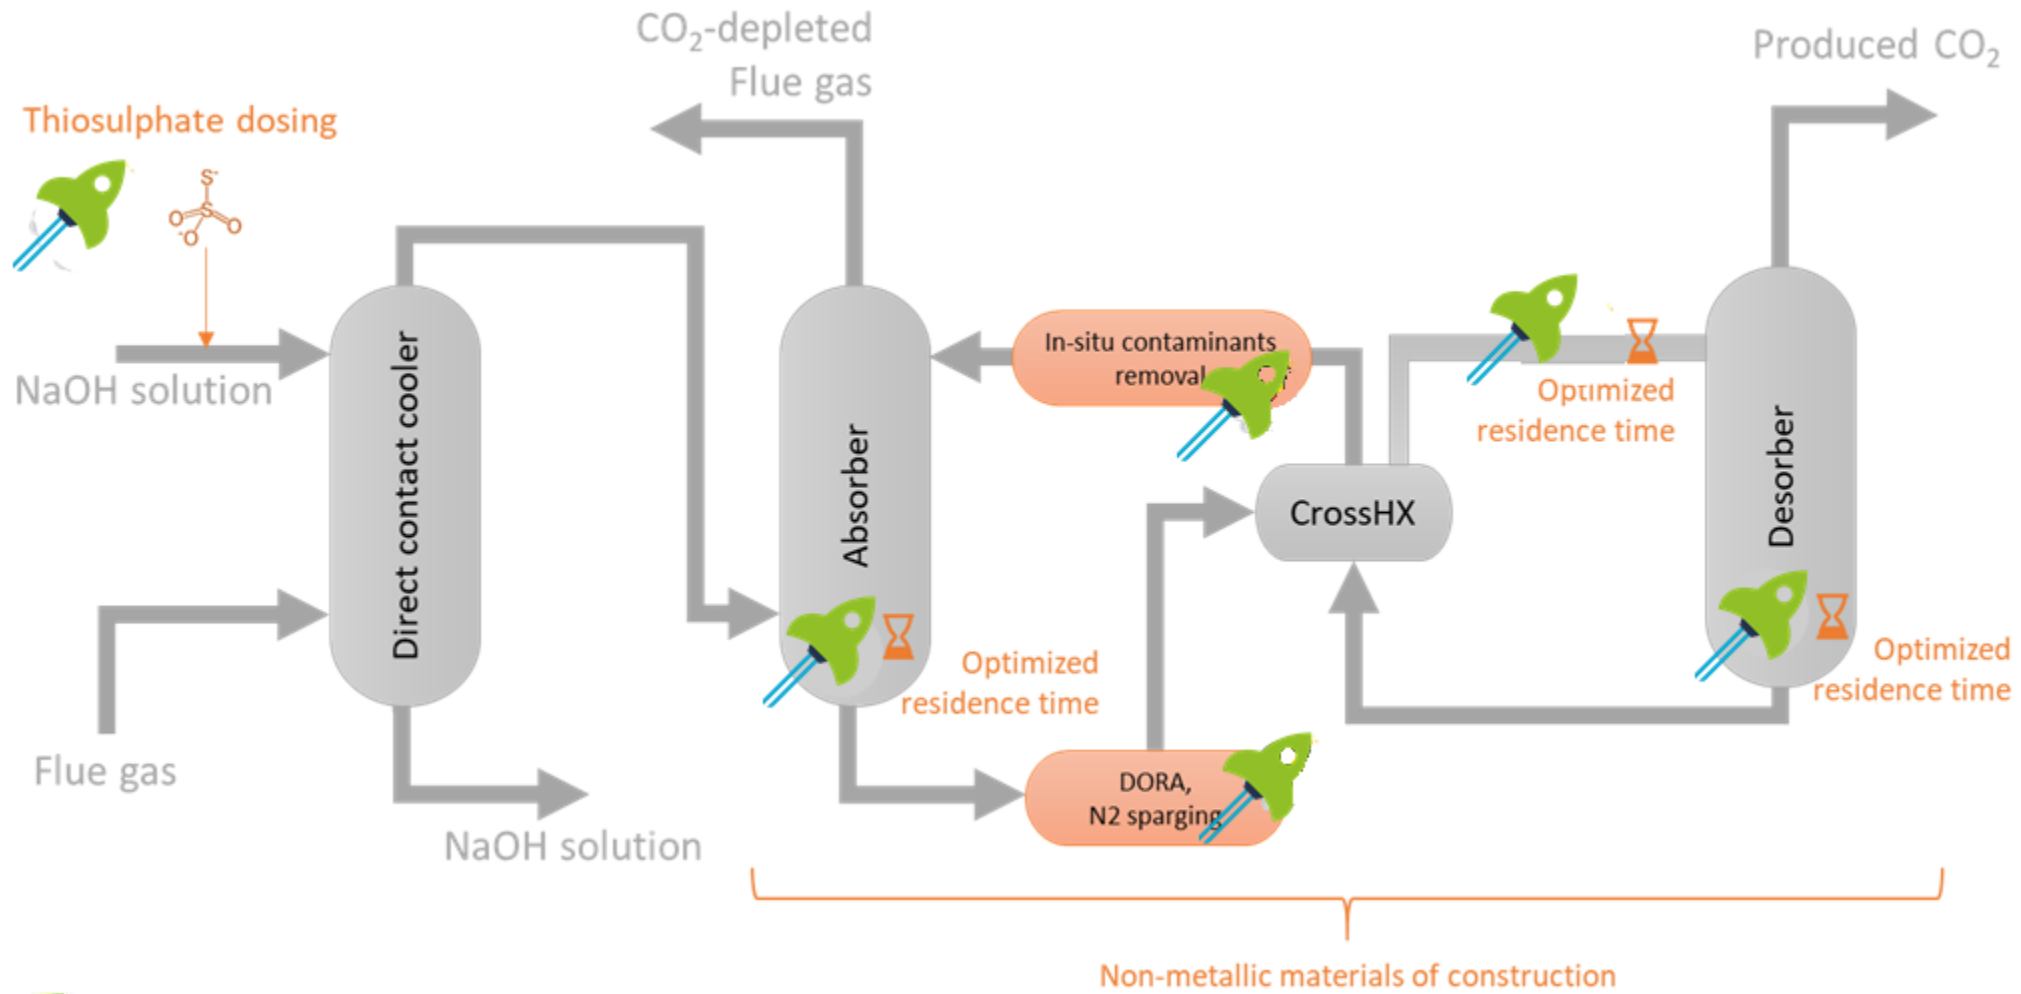 CO₂-depleted
Flue gas
Produced CO₂
Thiosulphate dosing
S-
S
O
O
-O
NaOH solution
Direct contact cooler
Absorber
In-situ contaminants
removal
Optimized
residence time
CrossHX
Desorber
Optimized
residence time
Optimized
residence time
Flue gas
DORA,
N2 sparging
NaOH solution
Non-metallic materials of construction